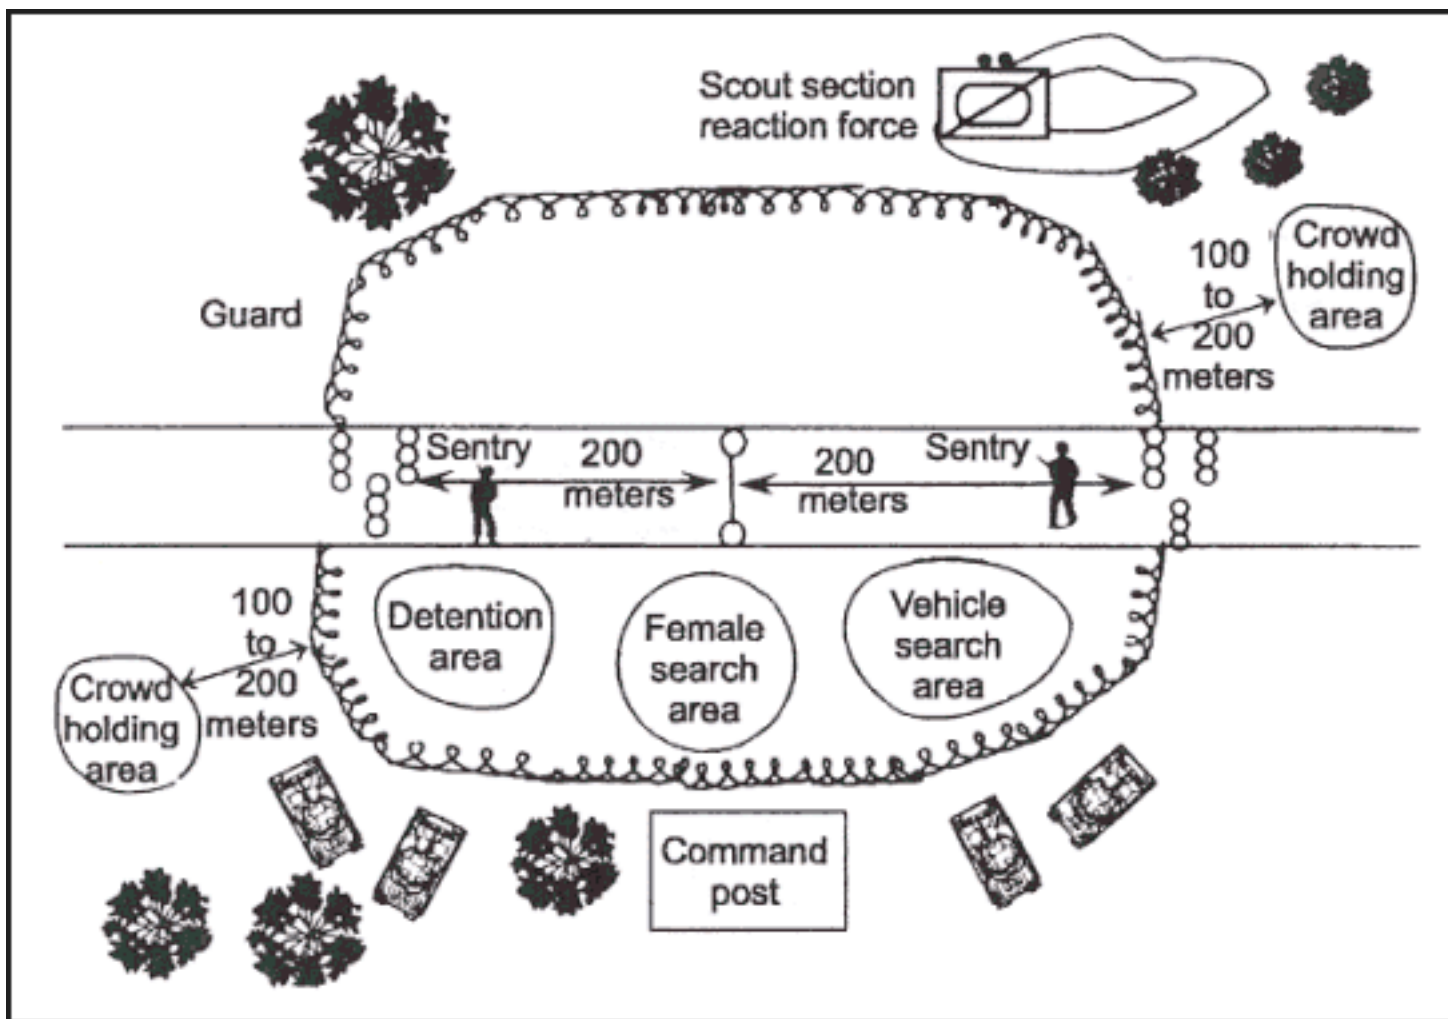 Scout section
reaction force
Crowd
holding
area
100
to
200
meters
Guard
Sentry
200
meters
200
meters
Sentry
Detention
area
Female
search
area
Vehicle
search
area
100
to
200
meters
Crowd
holding
area
Command
post